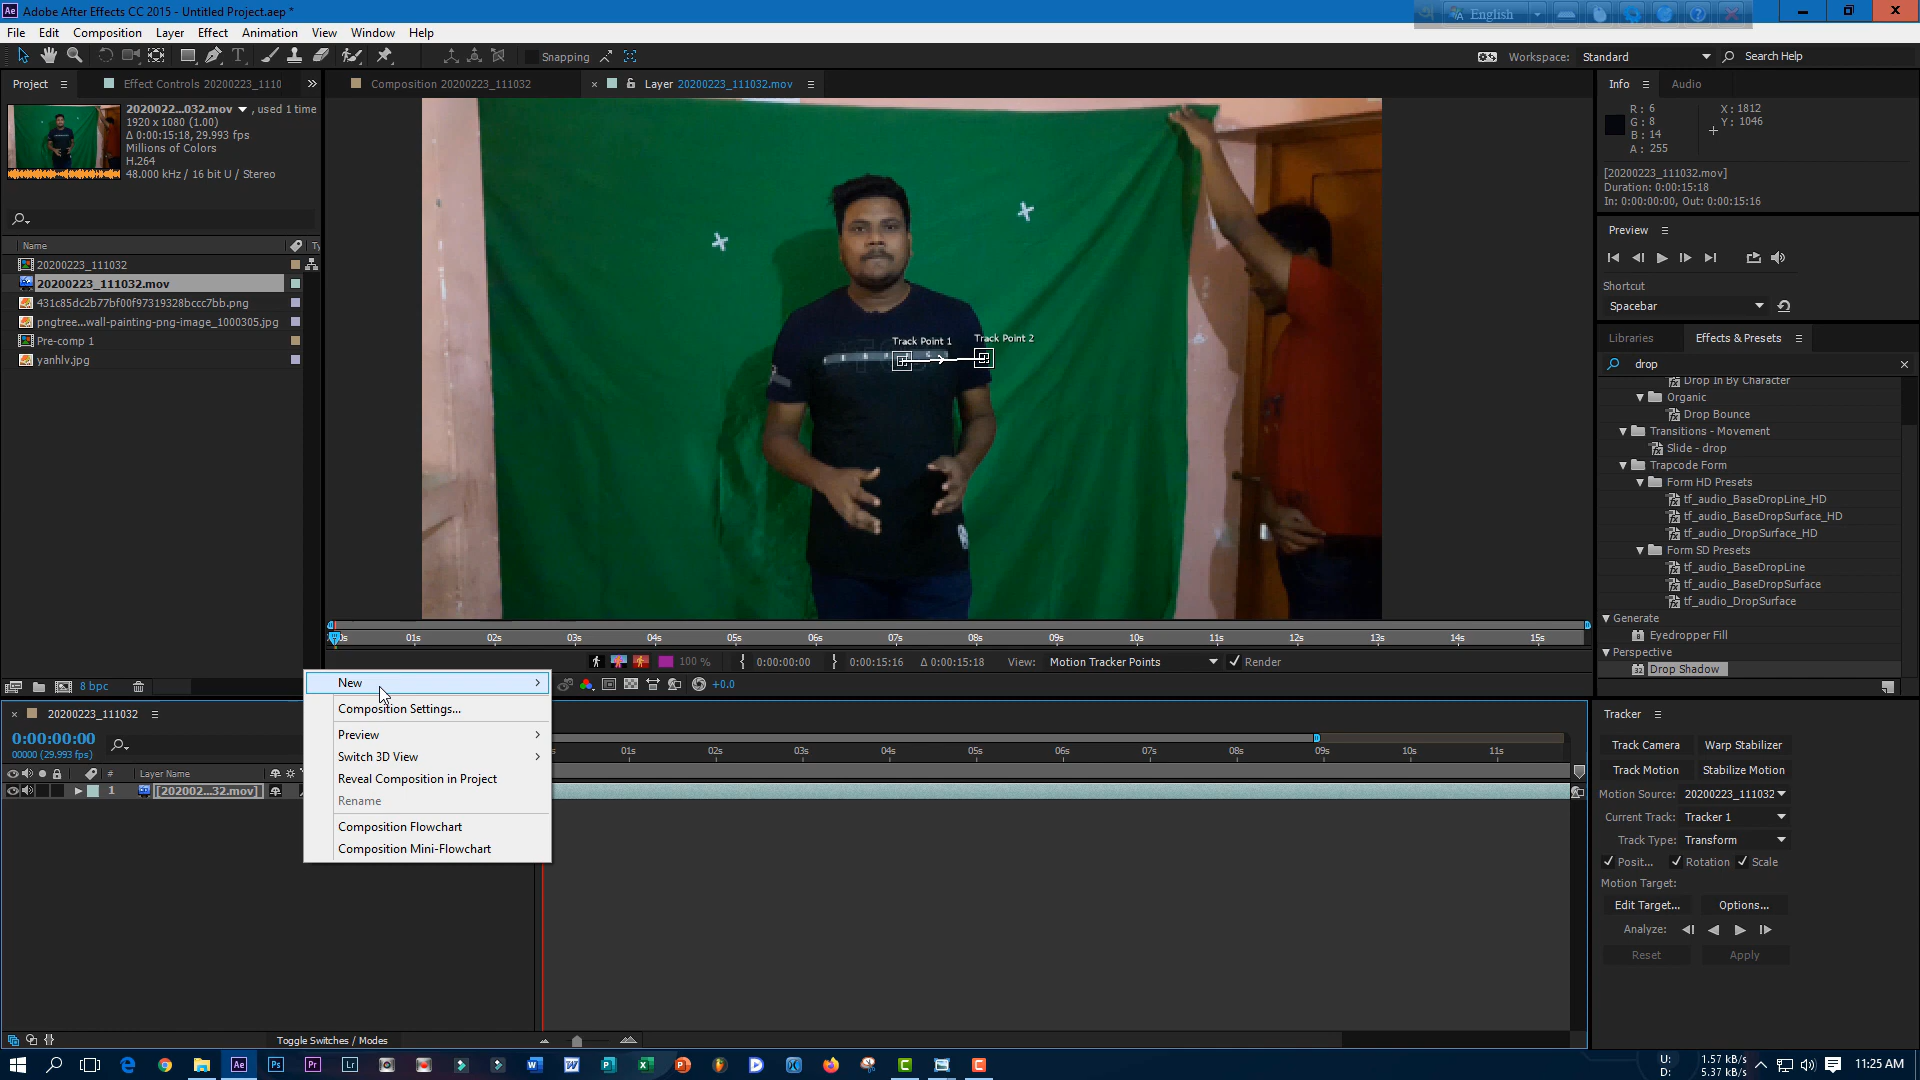 Adobe After Effects CC 2015 - Untitled Project.aep *
English
File Edit Composition Layer Effect Animation View Window Help
Snapping
Workspace: Standard
Search Help
Project
Effect Controls 20200223_1110
Composition 20200223_111032
Layer 20200223_111032.mov
Info
Audio
2020022...032.mov , used 1 time
1920 x 1080 (1.00)
Δ 0:00:15:18, 29.993 fps
Millions of Colors
H.264
48.000 kHz / 16 bit U / Stereo
Name
Ty
20200223_111032
20200223_111032.mov
431c85dc2b77bf00f97319328bccc7bb.png
pngtree...wall-painting-png-image_1000305.jpg
Pre-comp 1
yanhlv.jpg
8 bpc
Track Point 1
Track Point 2
R: 6
G: 8
B: 14
A: 255
X: 1812
Y: 1046
[20200223_111032.mov]
Duration: 0:00:15:18
In: 0:00:00:00, Out: 0:00:15:16
Preview
Shortcut
Spacebar
Libraries
Effects & Presets
drop
Drop In By Character
Organic
Drop Bounce
Transitions - Movement
Slide - drop
Trapcode Form
Form HD Presets
tf_audio_BaseDropLine_HD
tf_audio_BaseDropSurface_HD
tf_audio_DropSurface_HD
Form SD Presets
tf_audio_BaseDropLine
tf_audio_BaseDropSurface
tf_audio_DropSurface
Generate
Eyedropper Fill
Perspective
Drop Shadow
01s 02s 03s 04s 05s 06s 07s 08s 09s 10s 11s 12s 13s 14s 15s
100 %
0:00:00:00
0:00:15:16
Δ 0:00:15:18
View: Motion Tracker Points
Render
+0.0
New
Composition Settings...
Preview
Switch 3D View
Reveal Composition in Project
Rename
Composition Flowchart
Composition Mini-Flowchart
20200223_111032
0:00:00:00
00000 (29.993 fps)
# Layer Name
1 [202002...32.mov]
01s 02s 03s 04s 05s 06s 07s 08s 09s 10s 11s
Toggle Switches / Modes
Tracker
Track Camera
Warp Stabilizer
Track Motion
Stabilize Motion
Motion Source: 20200223_111032
Current Track: Tracker 1
Track Type: Transform
Posit... Rotation Scale
Motion Target:
Edit Target...
Options...
Analyze:
Reset
Apply
U: 1.57 kB/s
D: 5.37 kB/s
11:25 AM